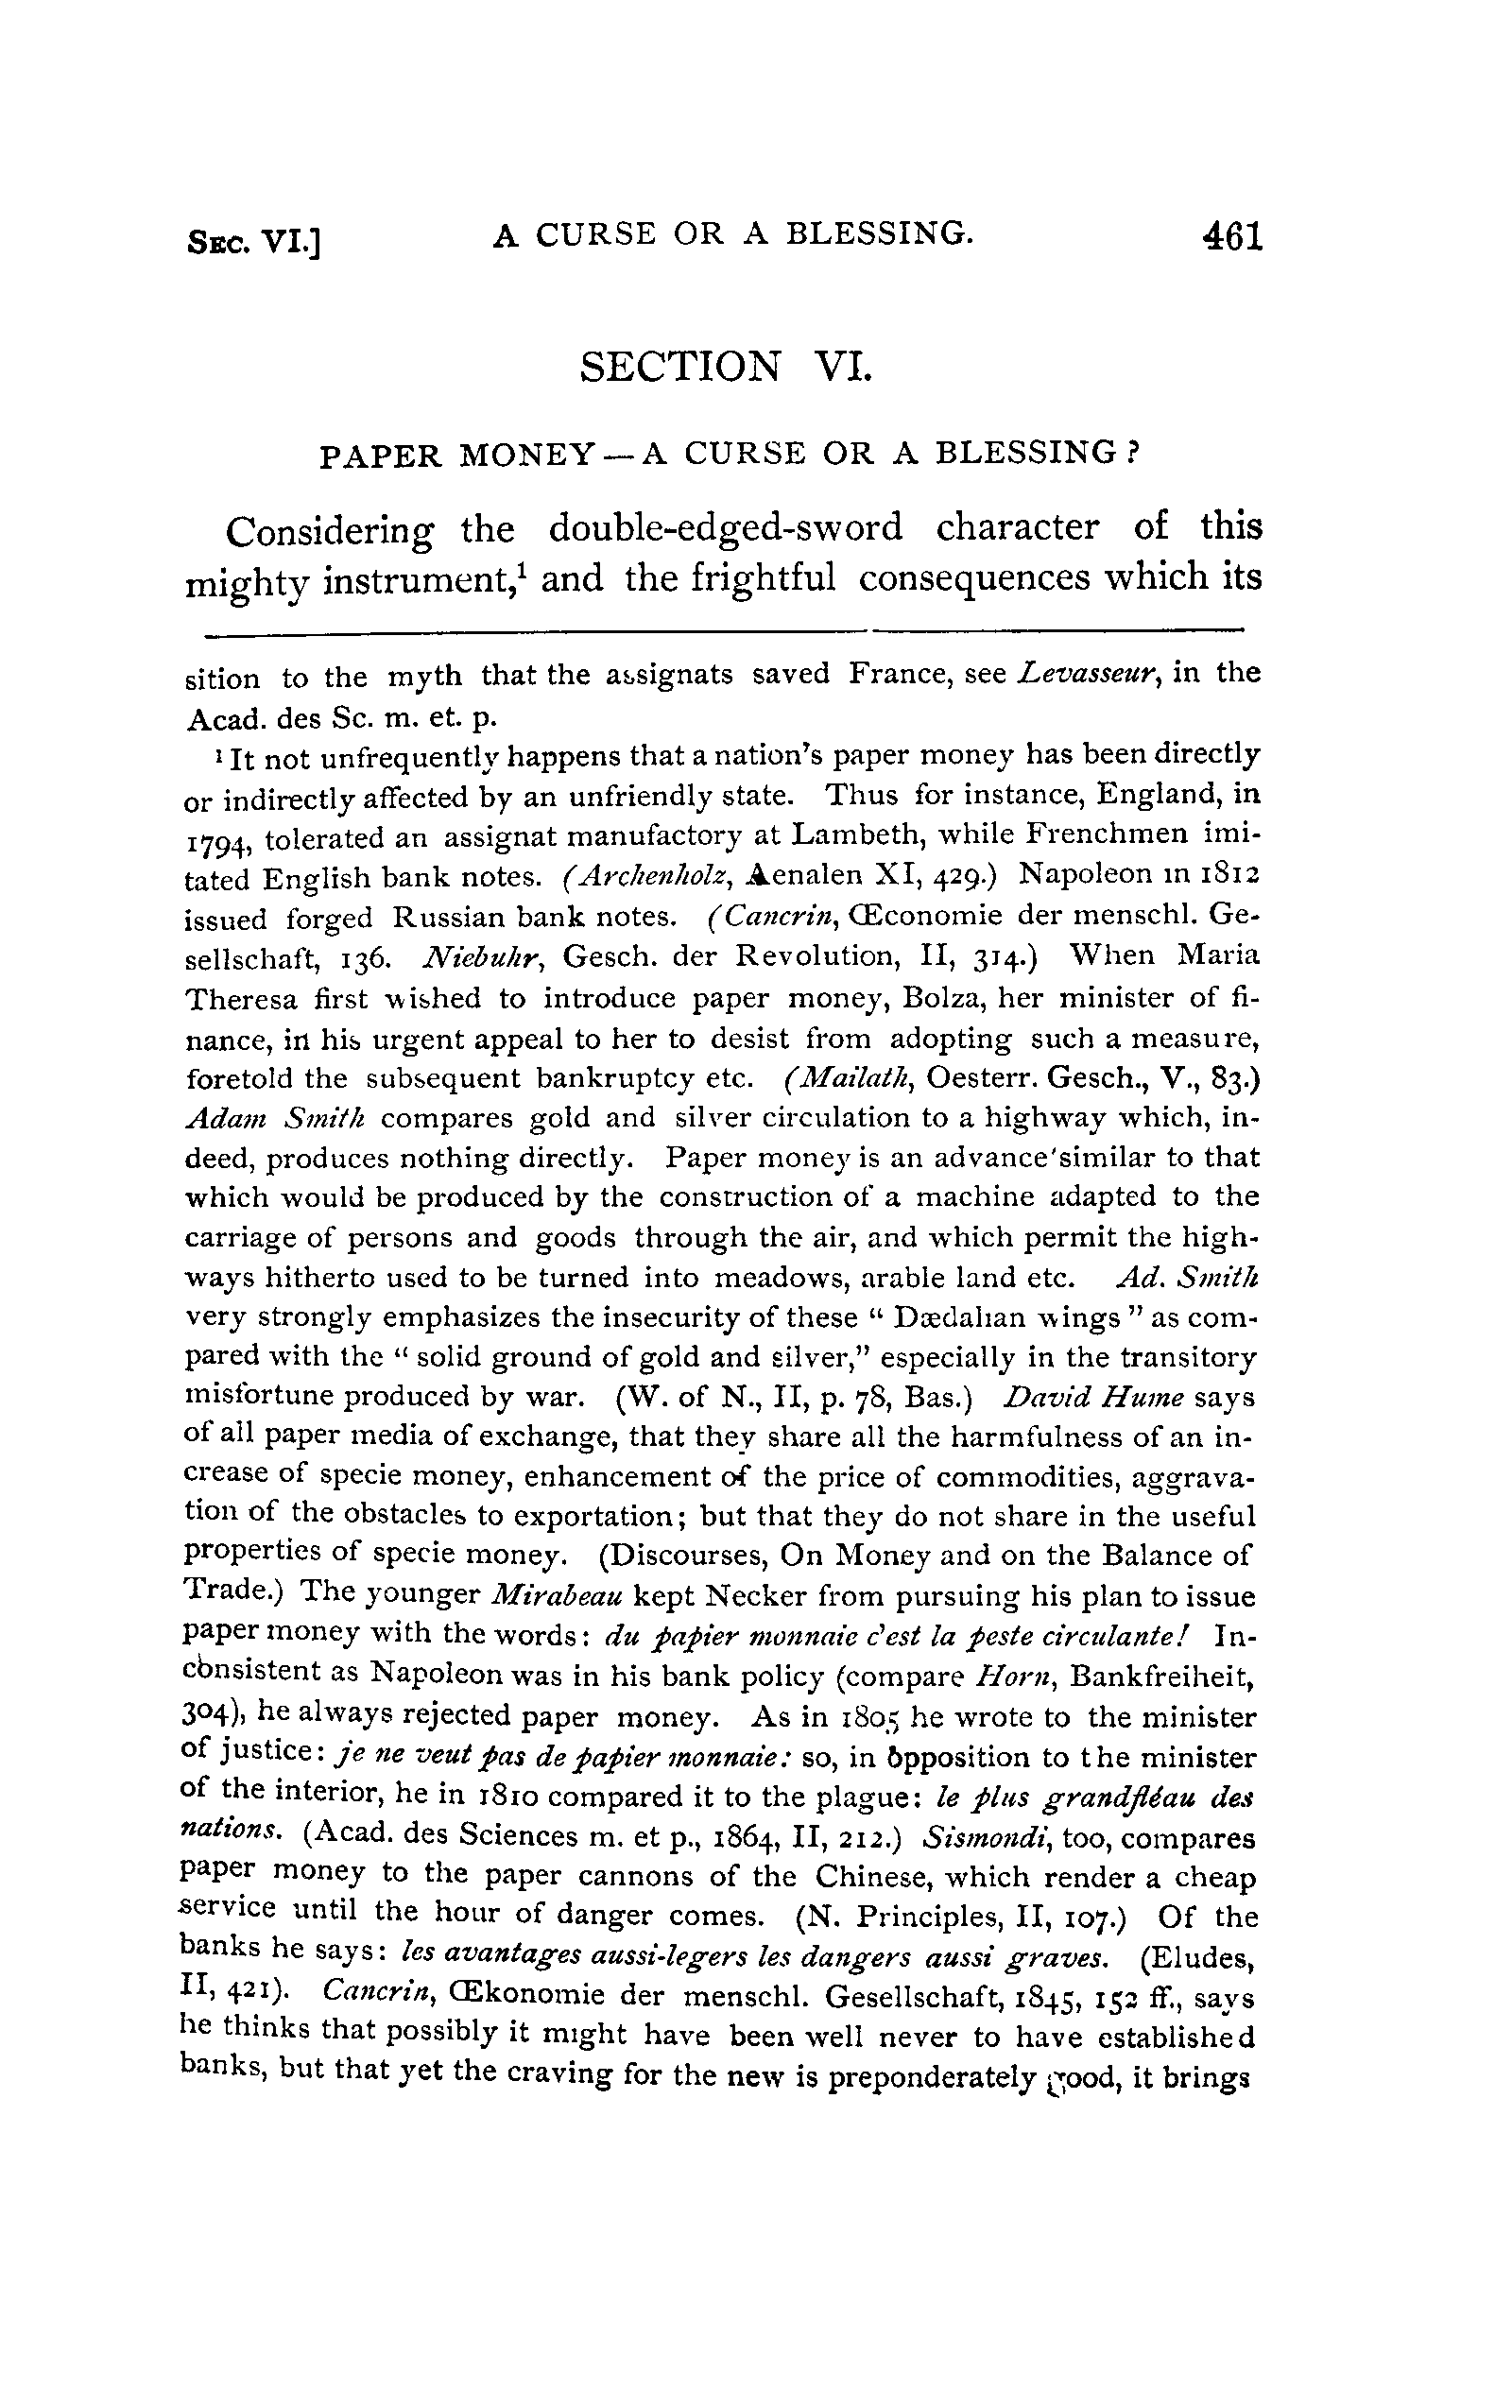 SEC. VI.] A CURSE OR A BLESSING. 461
SECTION VI.
PAPER MONEY — A CURSE OR A BLESSING?
Considering the double-edged-sword character of this
mighty instrument,¹ and the frightful consequences which its
sition to the myth that the assignats saved France, see Levasseur, in the
Acad. des Sc. m. et. p.
¹ It not unfrequently happens that a nation's paper money has been directly
or indirectly affected by an unfriendly state. Thus for instance, England, in
1794, tolerated an assignat manufactory at Lambeth, while Frenchmen imi-
tated English bank notes. (Archenholz, Aenalen XI, 429.) Napoleon in 1812
issued forged Russian bank notes. (Cancrin, Œconomie der menschl. Ge-
sellschaft, 136. Niebuhr, Gesch. der Revolution, II, 314.) When Maria
Theresa first wished to introduce paper money, Bolza, her minister of fi-
nance, in his urgent appeal to her to desist from adopting such a measure,
foretold the subsequent bankruptcy etc. (Mailath, Oesterr. Gesch., V., 83.)
Adam Smith compares gold and silver circulation to a highway which, in-
deed, produces nothing directly. Paper money is an advance similar to that
which would be produced by the construction of a machine adapted to the
carriage of persons and goods through the air, and which permit the high-
ways hitherto used to be turned into meadows, arable land etc. Ad. Smith
very strongly emphasizes the insecurity of these “ Dædalian wings ” as com-
pared with the “ solid ground of gold and silver,” especially in the transitory
misfortune produced by war. (W. of N., II, p. 78, Bas.) David Hume says
of all paper media of exchange, that they share all the harmfulness of an in-
crease of specie money, enhancement of the price of commodities, aggrava-
tion of the obstacles to exportation; but that they do not share in the useful
properties of specie money. (Discourses, On Money and on the Balance of
Trade.) The younger Mirabeau kept Necker from pursuing his plan to issue
paper money with the words: du papier monnaie c'est la peste circulante! In-
consistent as Napoleon was in his bank policy (compare Horn, Bankfreiheit,
304), he always rejected paper money. As in 1805 he wrote to the minister
of justice: je ne veut pas de papier monnaie: so, in opposition to the minister
of the interior, he in 1810 compared it to the plague: le plus grand fléau des
nations. (Acad. des Sciences m. et p., 1864, II, 212.) Sismondi, too, compares
paper money to the paper cannons of the Chinese, which render a cheap
service until the hour of danger comes. (N. Principles, II, 107.) Of the
banks he says: les avantages aussi-legers les dangers aussi graves. (Eludes,
II, 421). Cancrin, Œkonomie der menschl. Gesellschaft, 1845, 152 ff., says
he thinks that possibly it might have been well never to have established
banks, but that yet the craving for the new is preponderately good, it brings